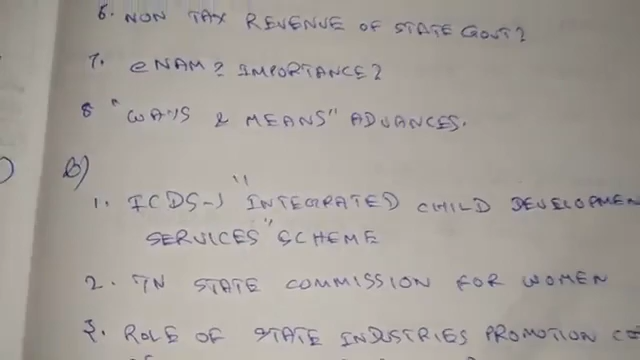 6. NON TAX REVENUE OF STATE GOVT?
7. eNAM? IMPORTANCE?
8 "WAYS & MEANS" ADVANCES.
B)
1. ICDS-> "INTEGRATED CHILD DEVELOPMEN
SERVICES" SCHEME
2. TN STATE COMMISSION FOR WOMEN
3. ROLE OF STATE INDUSTRIES PROMOTION CO